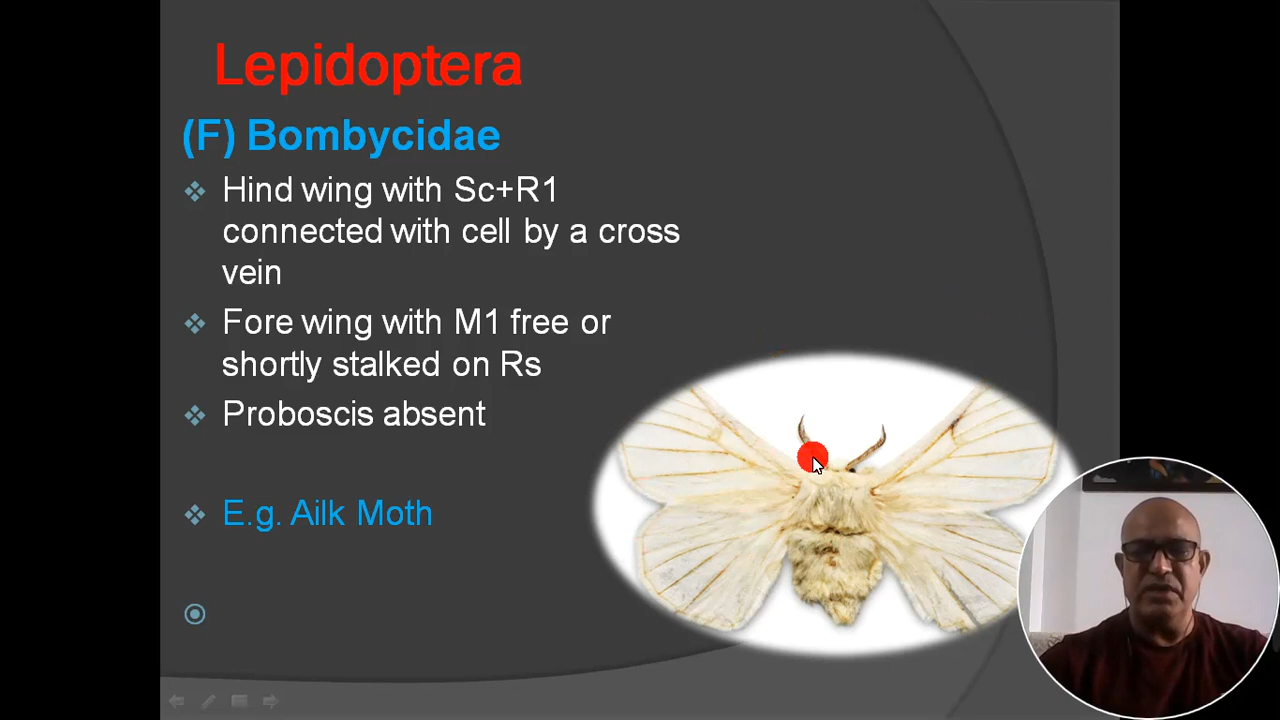 Lepidoptera
(F) Bombycidae
Hind wing with Sc+R1
connected with cell by a cross
vein
Fore wing with M1 free or
shortly stalked on Rs
Proboscis absent
E.g. Ailk Moth